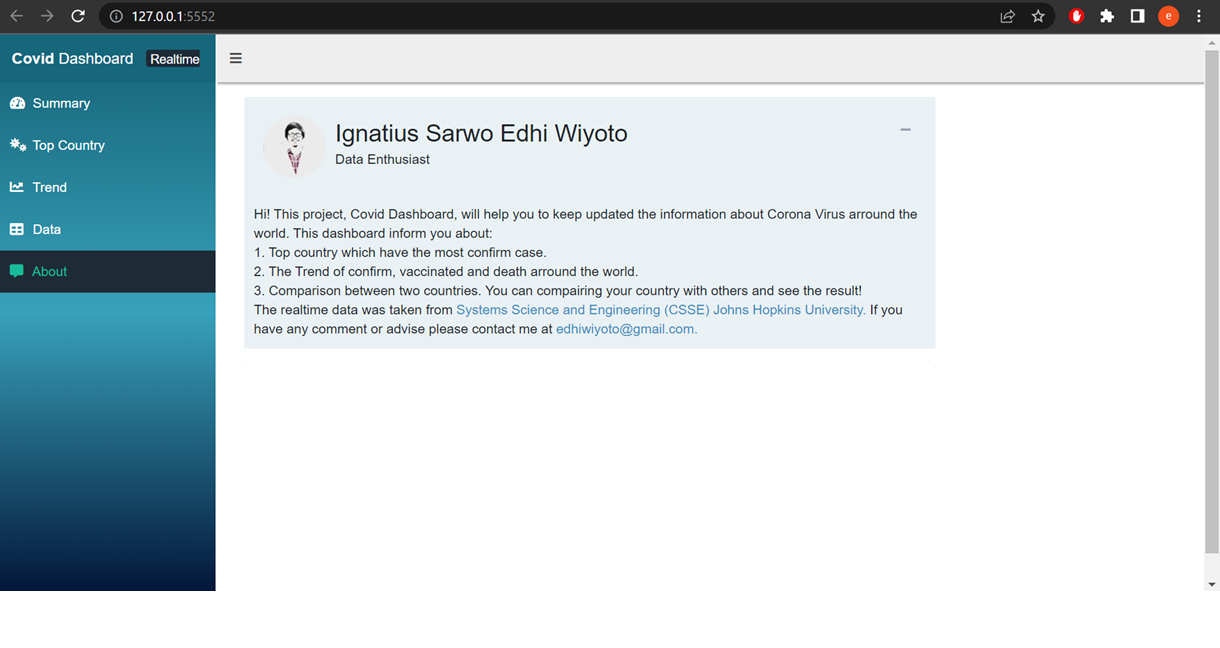 127.0.0.1:5552
e
Covid Dashboard Realtime
Summary
Top Country
Trend
Data
About
Ignatius Sarwo Edhi Wiyoto
Data Enthusiast
Hi! This project, Covid Dashboard, will help you to keep updated the information about Corona Virus arround the
world. This dashboard inform you about:
1. Top country which have the most confirm case.
2. The Trend of confirm, vaccinated and death arround the world.
3. Comparison between two countries. You can compairing your country with others and see the result!
The realtime data was taken from Systems Science and Engineering (CSSE) Johns Hopkins University. If you
have any comment or advise please contact me at edhiwiyoto@gmail.com.